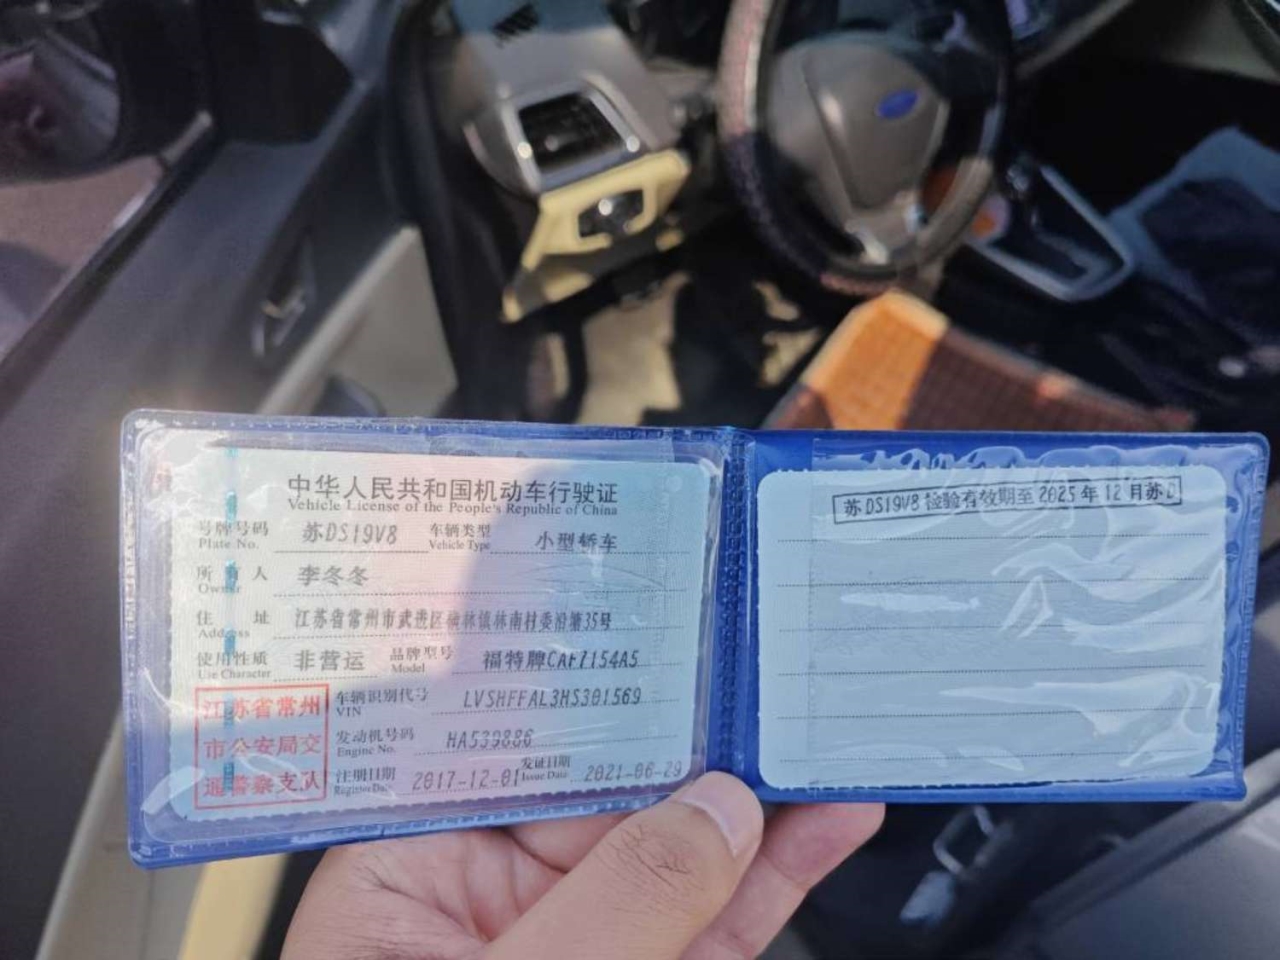 中华人民共和国机动车行驶证
Vehicle License of the People's Republic of China
号牌号码 苏DS19V8 车辆类型 小型轿车
Plate No. Vehicle Type
所有人 李冬冬
Owner
住址 江苏省常州市武进区横林镇林南村委沿塘35号
Address
使用性质 非营运 品牌型号 福特牌CAF7154A5
Use Character Model
江苏省常州
市公安局交
通警察支队
车辆识别代号 LVSHFFAL3HS301569
VIN
发动机号码 HA539886
Engine No.
注册日期 2017-12-01 发证日期 2021-06-29
Register Date Issue Date
苏DS19V8 检验有效期至 2025 年 12 月 苏D